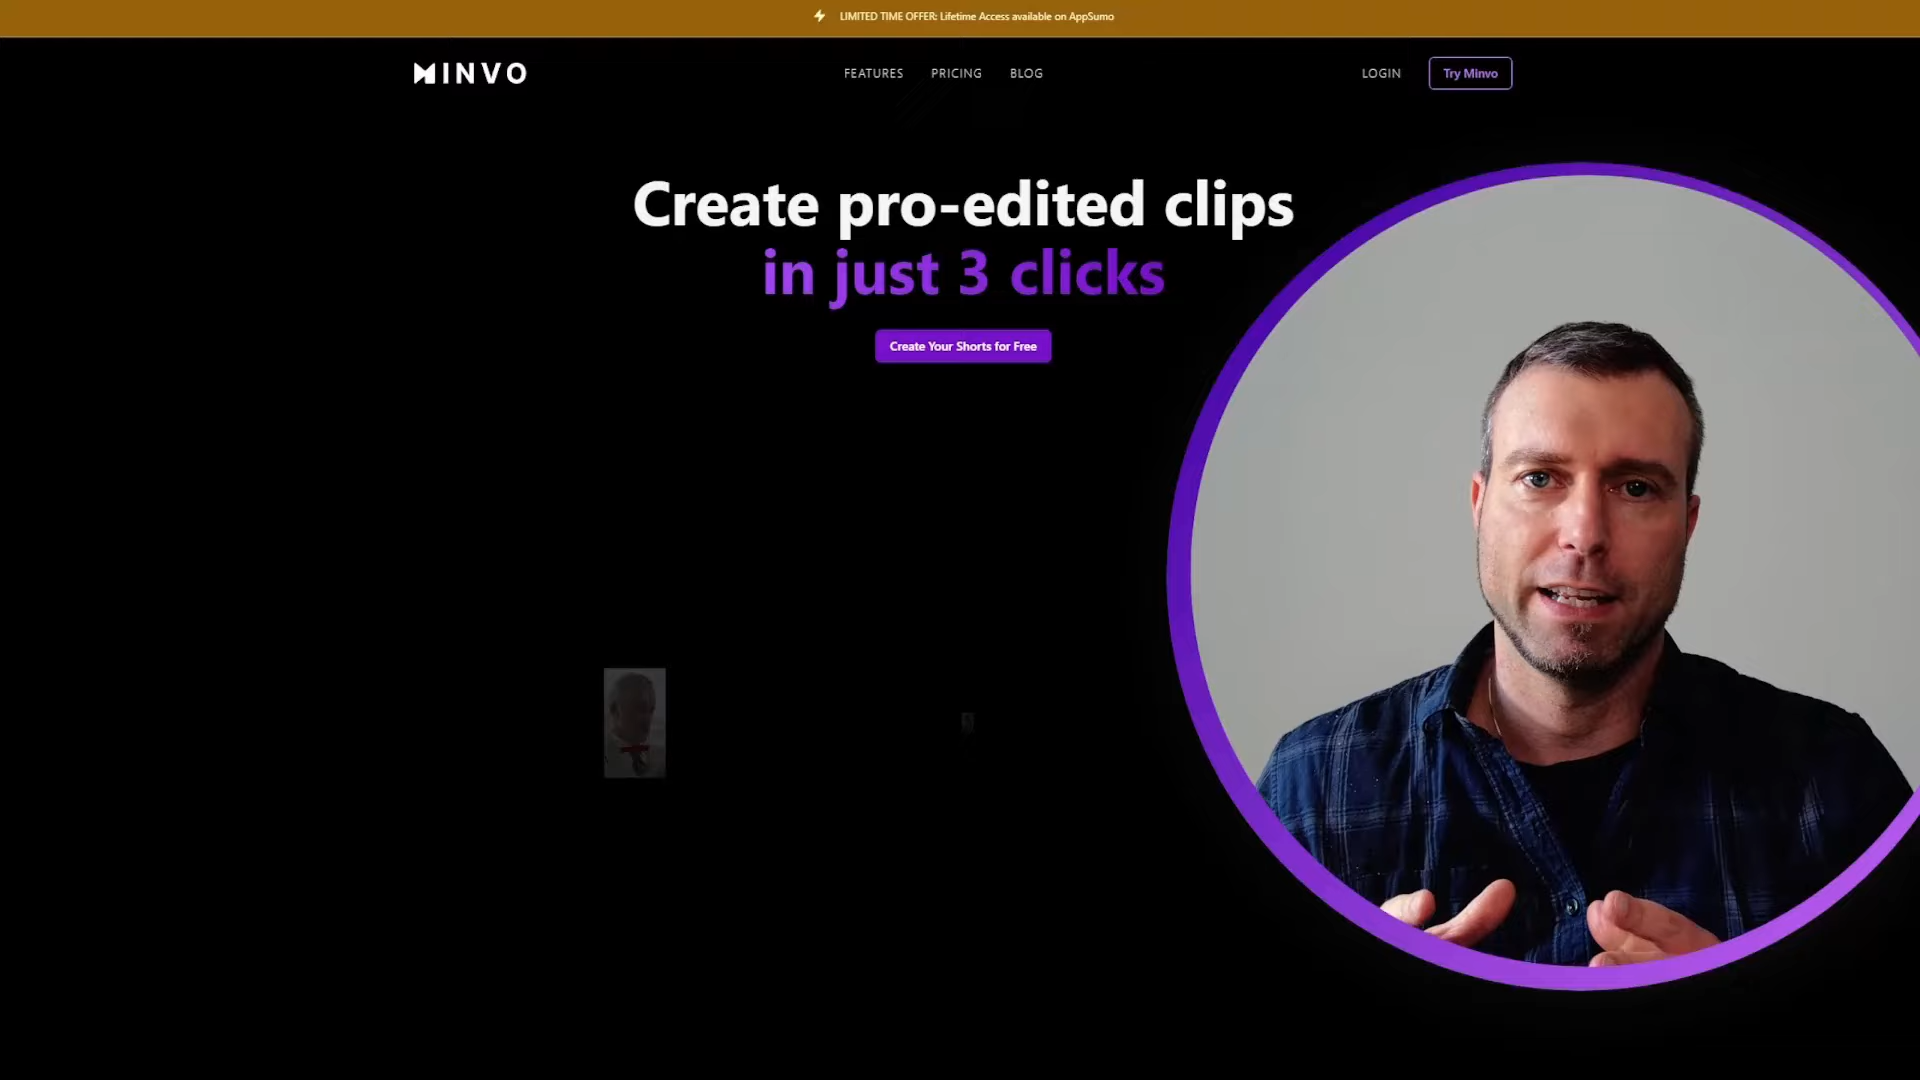 LIMITED TIME OFFER: Lifetime Access available on AppSumo
MINVO
FEATURES
PRICING
BLOG
LOGIN
Try Minvo
Create pro-edited clips
in just 3 clicks
Create Your Shorts for Free